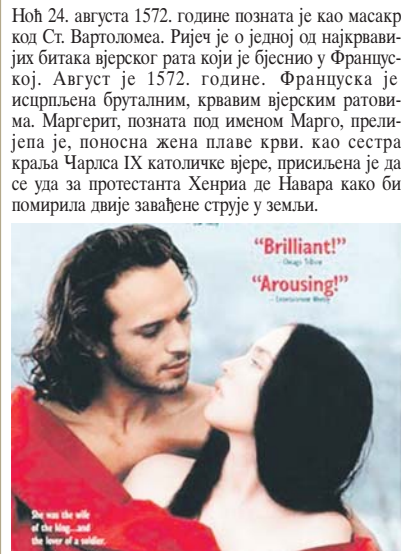 Ноћ 24. августа 1572. године позната је као масакр
код Ст. Вартоломеа. Ријеч је о једној од најкрвави-
јих битака вјерског рата који је бјеснио у Францус-
кој. Август је 1572. године. Француска је
исцрпљена бруталним, крвавим вјерским ратови-
ма. Маргерит, позната под именом Марго, прели-
јепа је, поносна жена плаве крви. као сестра
краља Чарлса IX католичке вјере, присиљена је да
се уда за протестанта Хенриа де Навара како би
помирила двије завађене струје у земљи.
“Brilliant!”
- Chicago Tribune
“Arousing!”
- Entertainment Weekly
She was the wife
of the king...and
the lover of a soldier.